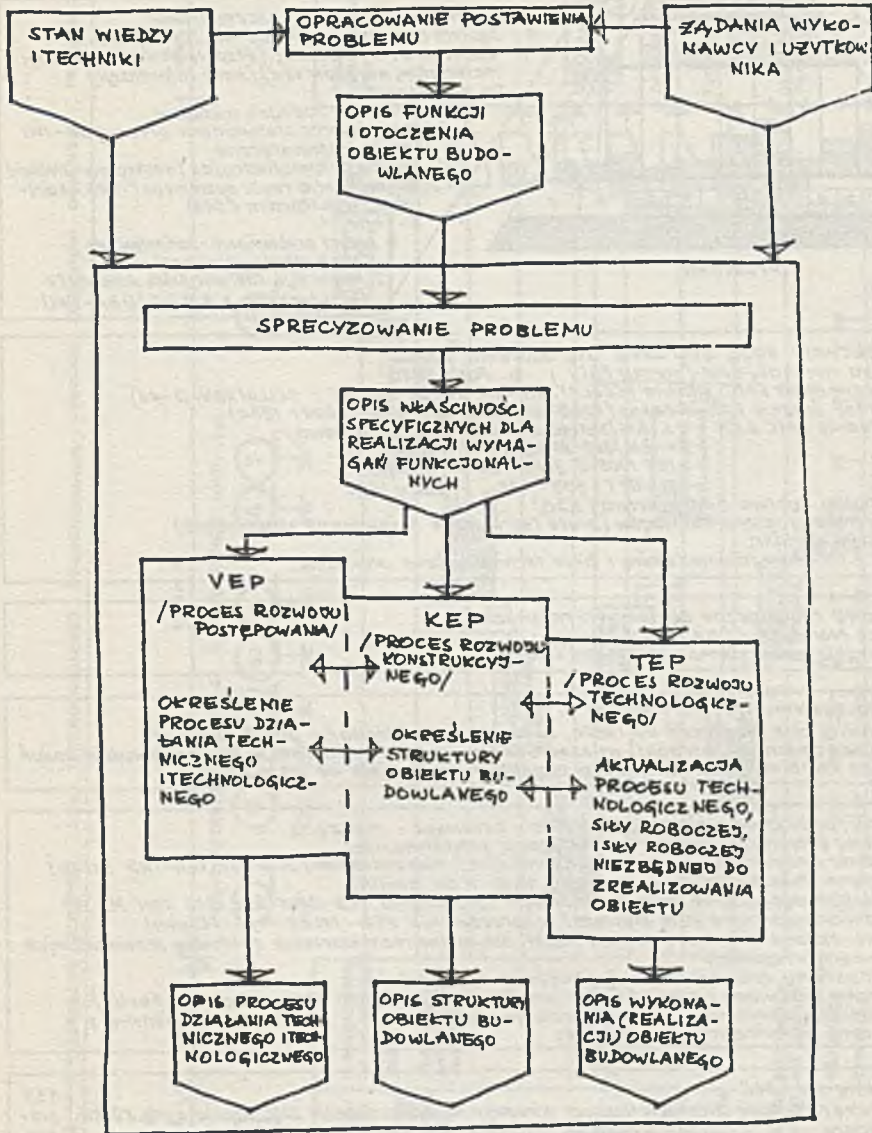 STAN WIEDZY
I TECHNIKI
OPRACOWANIE POSTAWIENIA
PROBLEMU
ŻĄDANIA WYKO-
NAWCY I UŻYTKOW
NIKA
OPIS FUNKCJI
I OTOCZENIA
OBIEKTU BUDO-
WLANEGO
SPRECYZOWANIE PROBLEMU
OPIS WŁAŚCIWOŚCI
SPECYFICZNYCH DLA
REALIZACJI WYMA-
GAŃ FUNKCJONAL-
NYCH
VEP
/PROCES ROZWOJU
POSTĘPOWANIA/
OKREŚLENIE
PROCESU DZIA-
ŁANIA TECH-
NICZNEGO
I TECHNOLOGICZ-
NEGO
KEP
/PROCES ROZWOJU
KONSTRUKCYJ-
NEGO/
OKREŚLENIE
STRUKTURY
OBIEKTU BU-
DOWLANEGO
TEP
/PROCES ROZWOJU
TECHNOLOGICZ-
NEGO/
AKTUALIZACJA
PROCESU TECH-
NOLOGICZNEGO,
SIŁY ROBOCZEJ,
I SIŁY ROBOCZEJ
NIEZBĘDNEJ DO
ZREALIZOWANIA
OBIEKTU
OPIS PROCESU
DZIAŁANIA TECH-
NICZNEGO I TECH-
NOLOGICZNEGO
OPIS STRUKTURY
OBIEKTU BU-
DOWLANEGO
OPIS WYKONA-
NIA (REALIZA-
CJI) OBIEKTU
BUDOWLANEGO